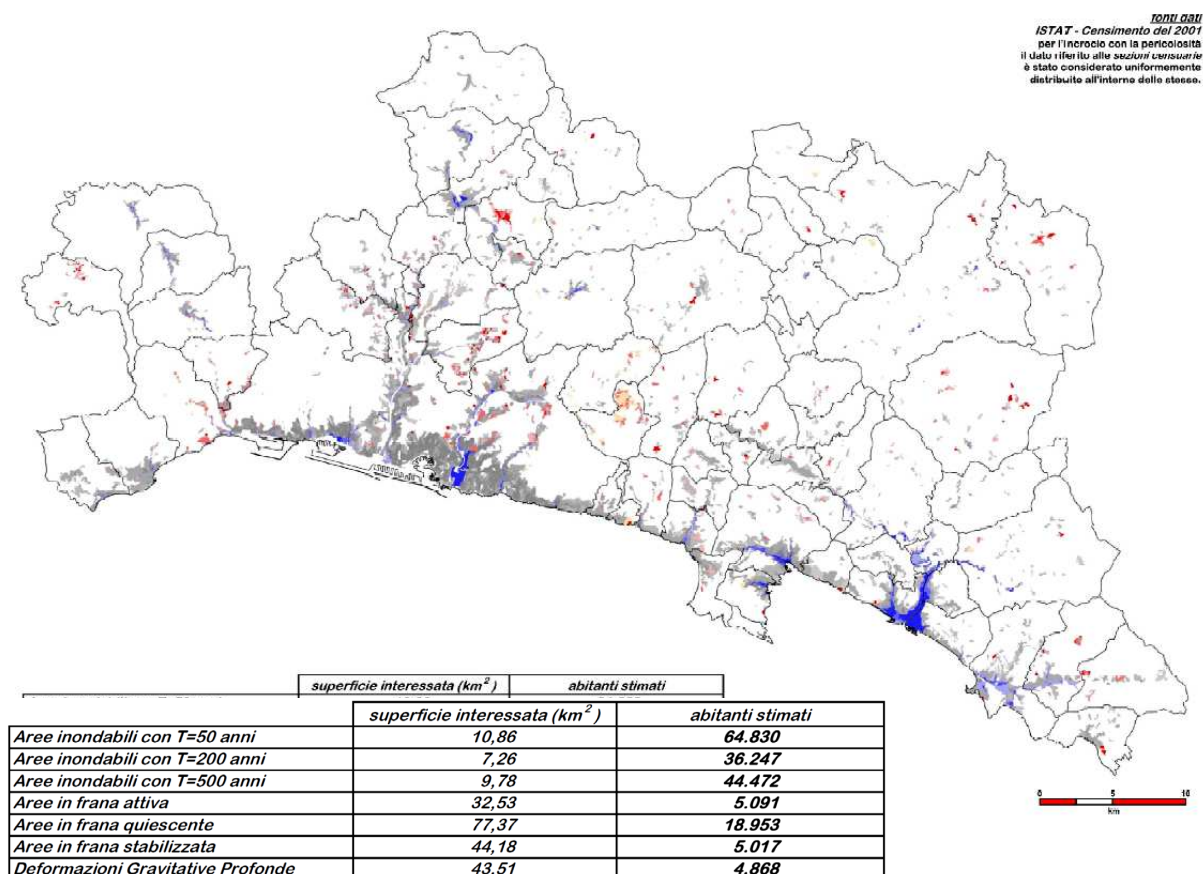 fonti dati
ISTAT - Censimento del 2001
per l'incrocio con la pericolosità
il dato riferito alle sezioni censuarie
è stato considerato uniformemente
distribuito all'interno delle stesse.
superficie interessata (km²) abitanti stimati
superficie interessata (km²) abitanti stimati
Aree inondabili con T=50 anni 10,86 64.830
Aree inondabili con T=200 anni 7,26 36.247
Aree inondabili con T=500 anni 9,78 44.472
Aree in frana attiva 32,53 5.091
Aree in frana quiescente 77,37 18.953
Aree in frana stabilizzata 44,18 5.017
Deformazioni Gravitative Profonde 43,51 4.868
0 5 10
km